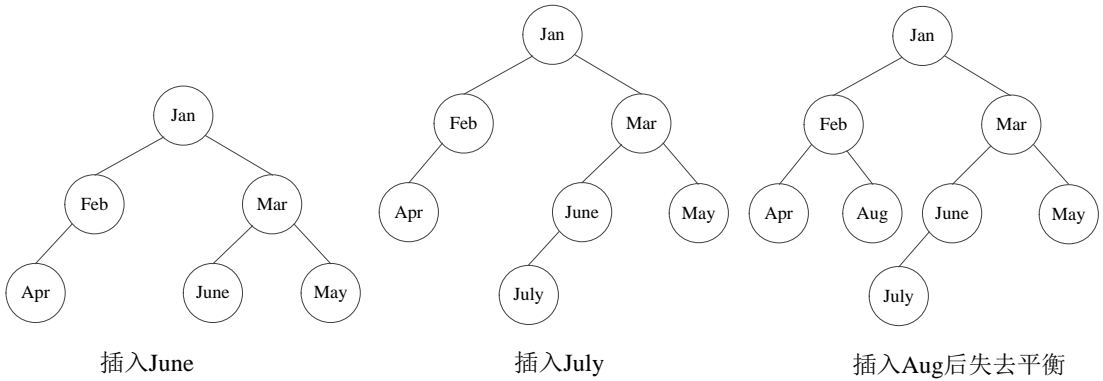 Jan
Feb
Mar
Apr
June
May
插入June
Jan
Feb
Mar
Apr
June
May
July
插入July
Jan
Feb
Mar
Apr
Aug
June
May
July
插入Aug后失去平衡